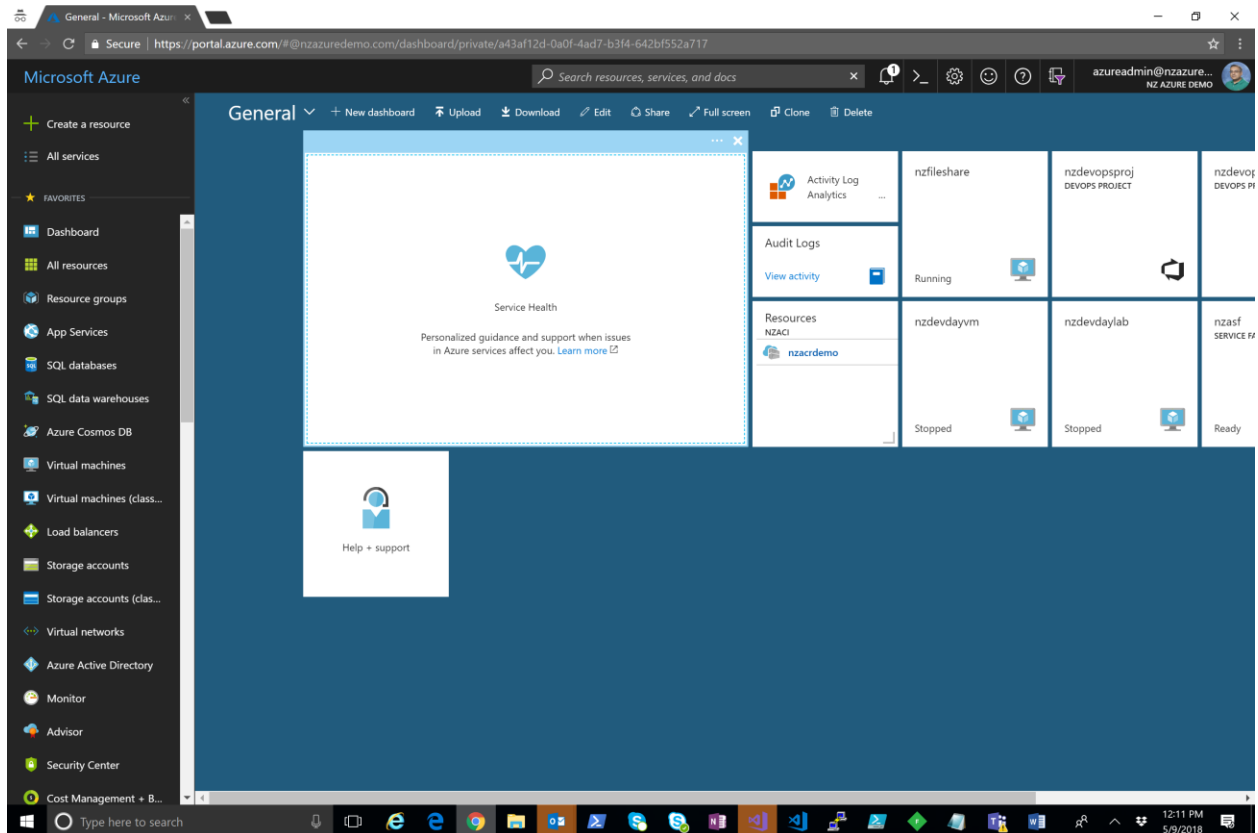 General - Microsoft Azur
Secure
https://portal.azure.com/#@nzazuredemo.com/dashboard/private/a43af12d-0a0f-4ad7-b3f4-642bf552a717
Microsoft Azure
Search resources, services, and docs
1
azureadmin@nzazure...
NZ AZURE DEMO
Create a resource
All services
FAVORITES
Dashboard
All resources
Resource groups
App Services
SQL databases
SQL data warehouses
Azure Cosmos DB
Virtual machines
Virtual machines (class...
Load balancers
Storage accounts
Storage accounts (clas...
Virtual networks
Azure Active Directory
Monitor
Advisor
Security Center
Cost Management + B...
General
New dashboard
Upload
Download
Edit
Share
Full screen
Clone
Delete
Service Health
Personalized guidance and support when issues
in Azure services affect you. Learn more
Activity Log
Analytics
...
Audit Logs
View activity
Resources
NZACI
nzacrdemo
nzfileshare
Running
nzdevopsproj
DEVOPS PROJECT
nzdevop
DEVOPS PR
nzdevdayvm
Stopped
nzdevdaylab
Stopped
nzasf
SERVICE FA
Ready
Help + support
Type here to search
12:11 PM
5/9/2018